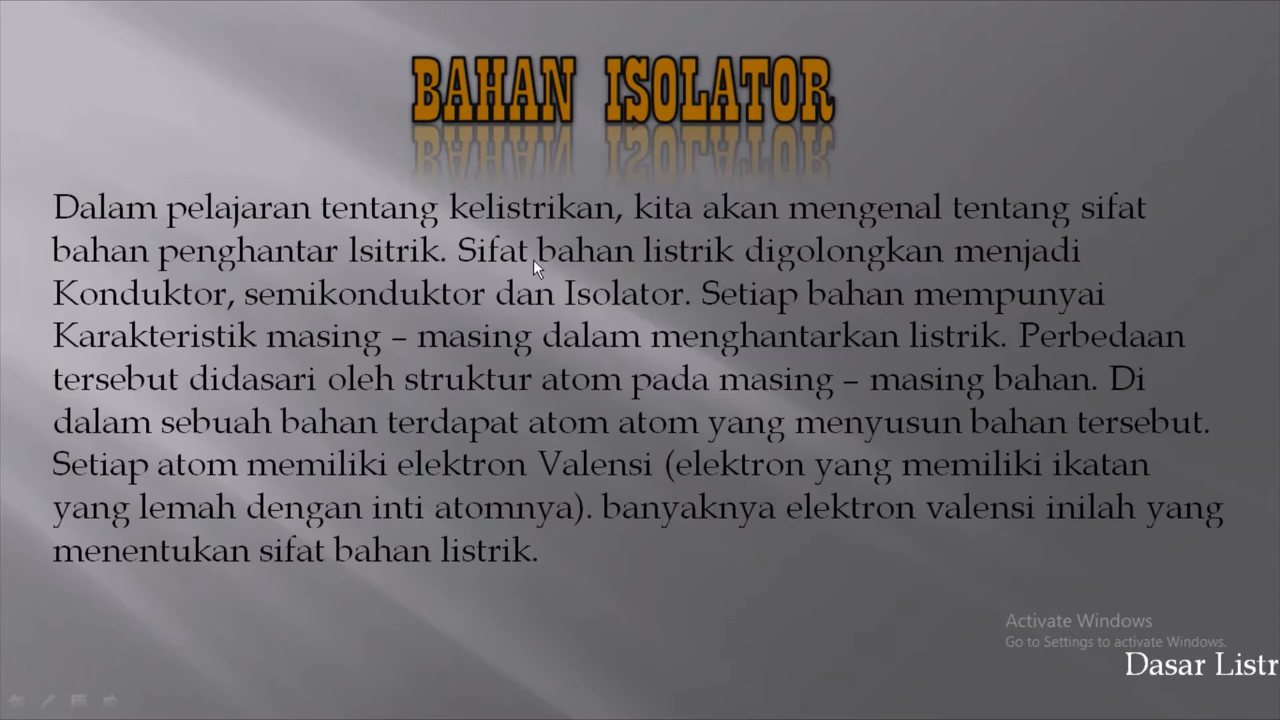 BAHAN ISOLATOR
Dalam pelajaran tentang kelistrikan, kita akan mengenal tentang sifat
bahan penghantar lsitrik. Sifat bahan listrik digolongkan menjadi
Konduktor, semikonduktor dan Isolator. Setiap bahan mempunyai
Karakteristik masing – masing dalam menghantarkan listrik. Perbedaan
tersebut didasari oleh struktur atom pada masing – masing bahan. Di
dalam sebuah bahan terdapat atom atom yang menyusun bahan tersebut.
Setiap atom memiliki elektron Valensi (elektron yang memiliki ikatan
yang lemah dengan inti atomnya). banyaknya elektron valensi inilah yang
menentukan sifat bahan listrik.
Activate Windows
Go to Settings to activate Windows.
Dasar Listr